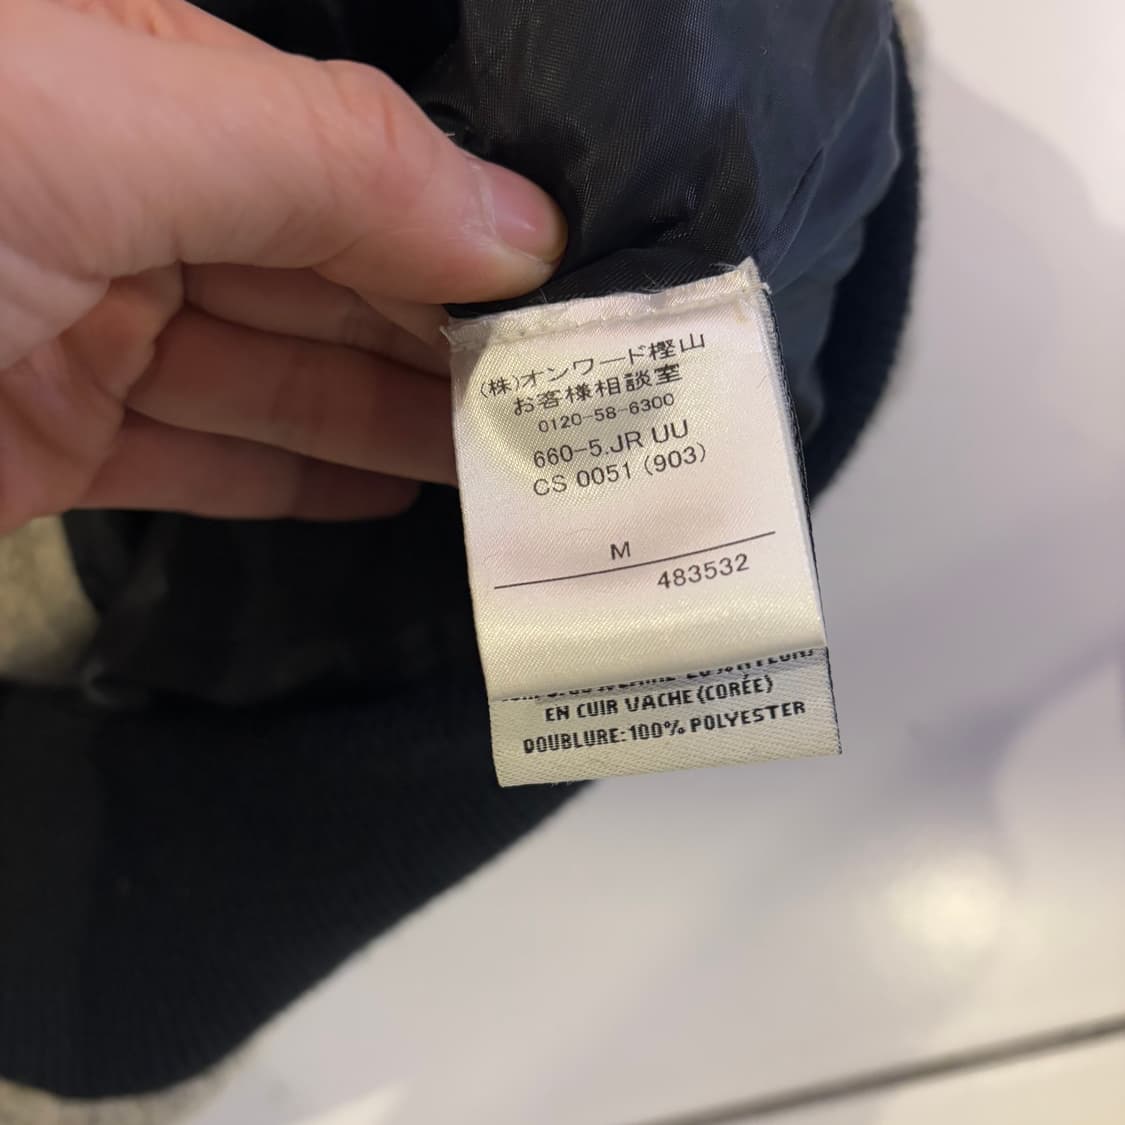 (株)オンワード樫山
お客様相談室
0120-58-6300
660-5.JR UU
CS 0051 (903)
M
483532
EN CUIR VACHE (CORÉE)
DOUBLURE: 100% POLYESTER